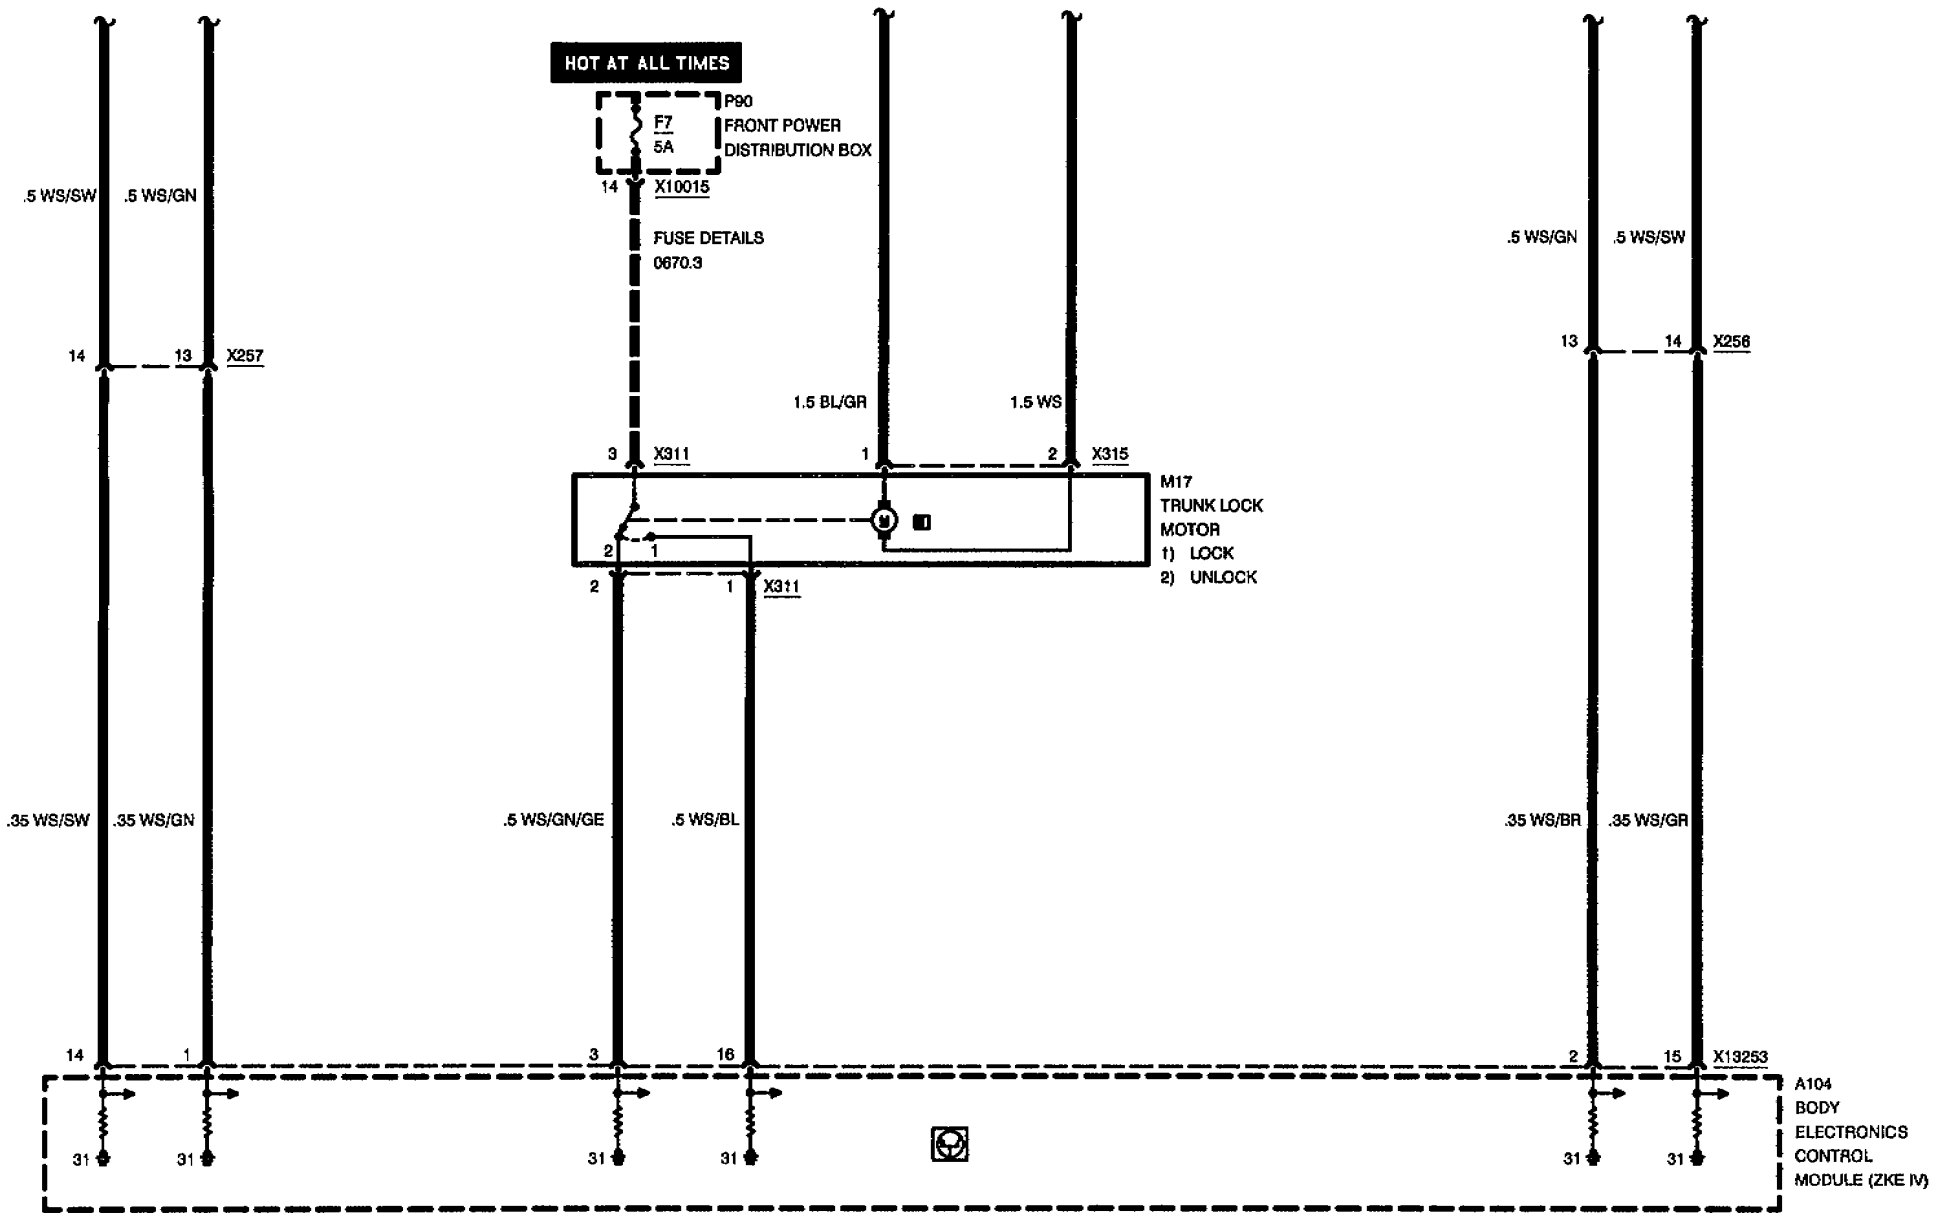 HOT AT ALL TIMES
P90
FRONT POWER
DISTRIBUTION BOX
F7
5A
14 X10015
FUSE DETAILS
0670.3
.5 WS/SW .5 WS/GN
.5 WS/GN .5 WS/SW
14 13 X257
13 14 X256
1.5 BL/GR 1.5 WS
3 X311
1 2 X315
M17
TRUNK LOCK
MOTOR
1) LOCK
2) UNLOCK
M
2 1
2 1 X311
.35 WS/SW .35 WS/GN .5 WS/GN/GE .5 WS/BL .35 WS/BR .35 WS/GR
14 1 3 16 2 15 X13253
A104
BODY
ELECTRONICS
CONTROL
MODULE (ZKE IV)
31 31 31 31 31 31